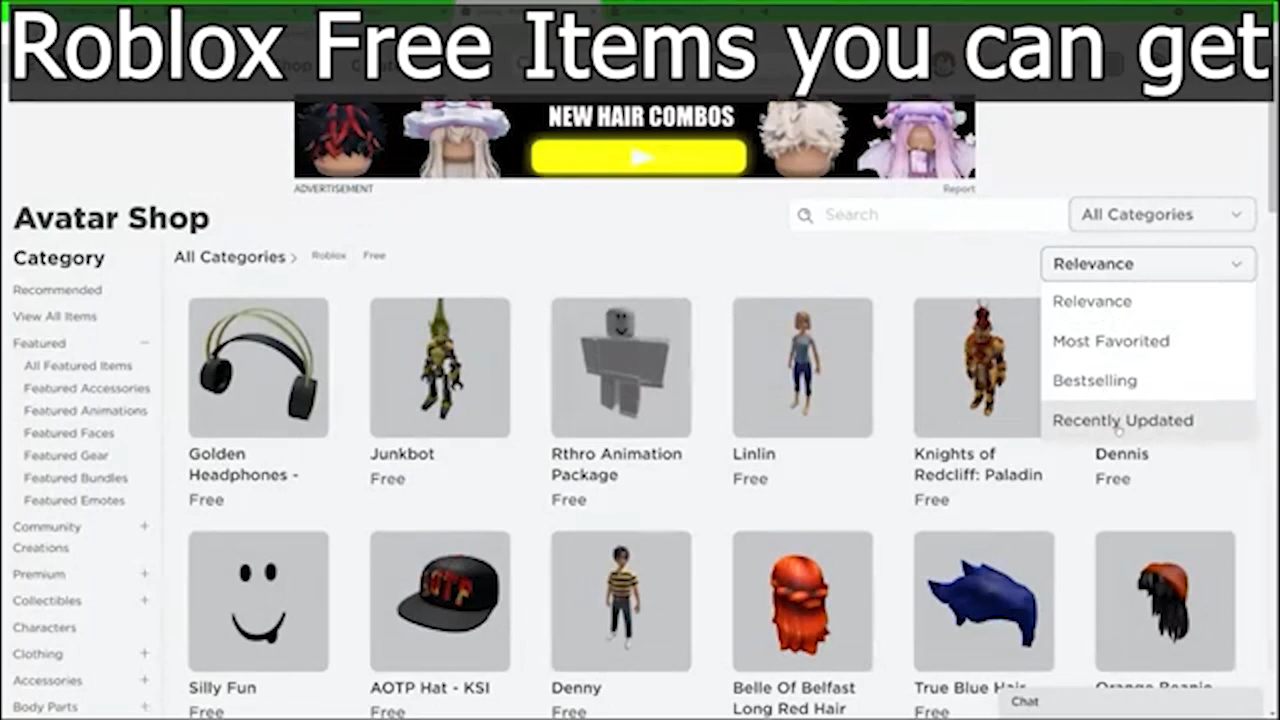 Roblox Free Items you can get
NEW HAIR COMBOS
ADVERTISEMENT
Report
Avatar Shop
Search
All Categories
Category
All Categories > Roblox Free
Relevance
Recommended
View All Items
Featured
All Featured Items
Featured Accessories
Featured Animations
Featured Faces
Featured Gear
Featured Bundles
Featured Emotes
Community
Creations
Premium
Collectibles
Characters
Clothing
Accessories
Body Parts
Relevance
Most Favorited
Bestselling
Recently Updated
Golden
Headphones -
Free
Junkbot
Free
Rthro Animation
Package
Free
Linlin
Free
Knights of
Redcliff: Paladin
Free
Dennis
Free
AOTP
Silly Fun
Free
AOTP Hat - KSI
Free
Denny
Free
Belle Of Belfast
Long Red Hair
True Blue Hair
Free
Orange Beanie
Chat